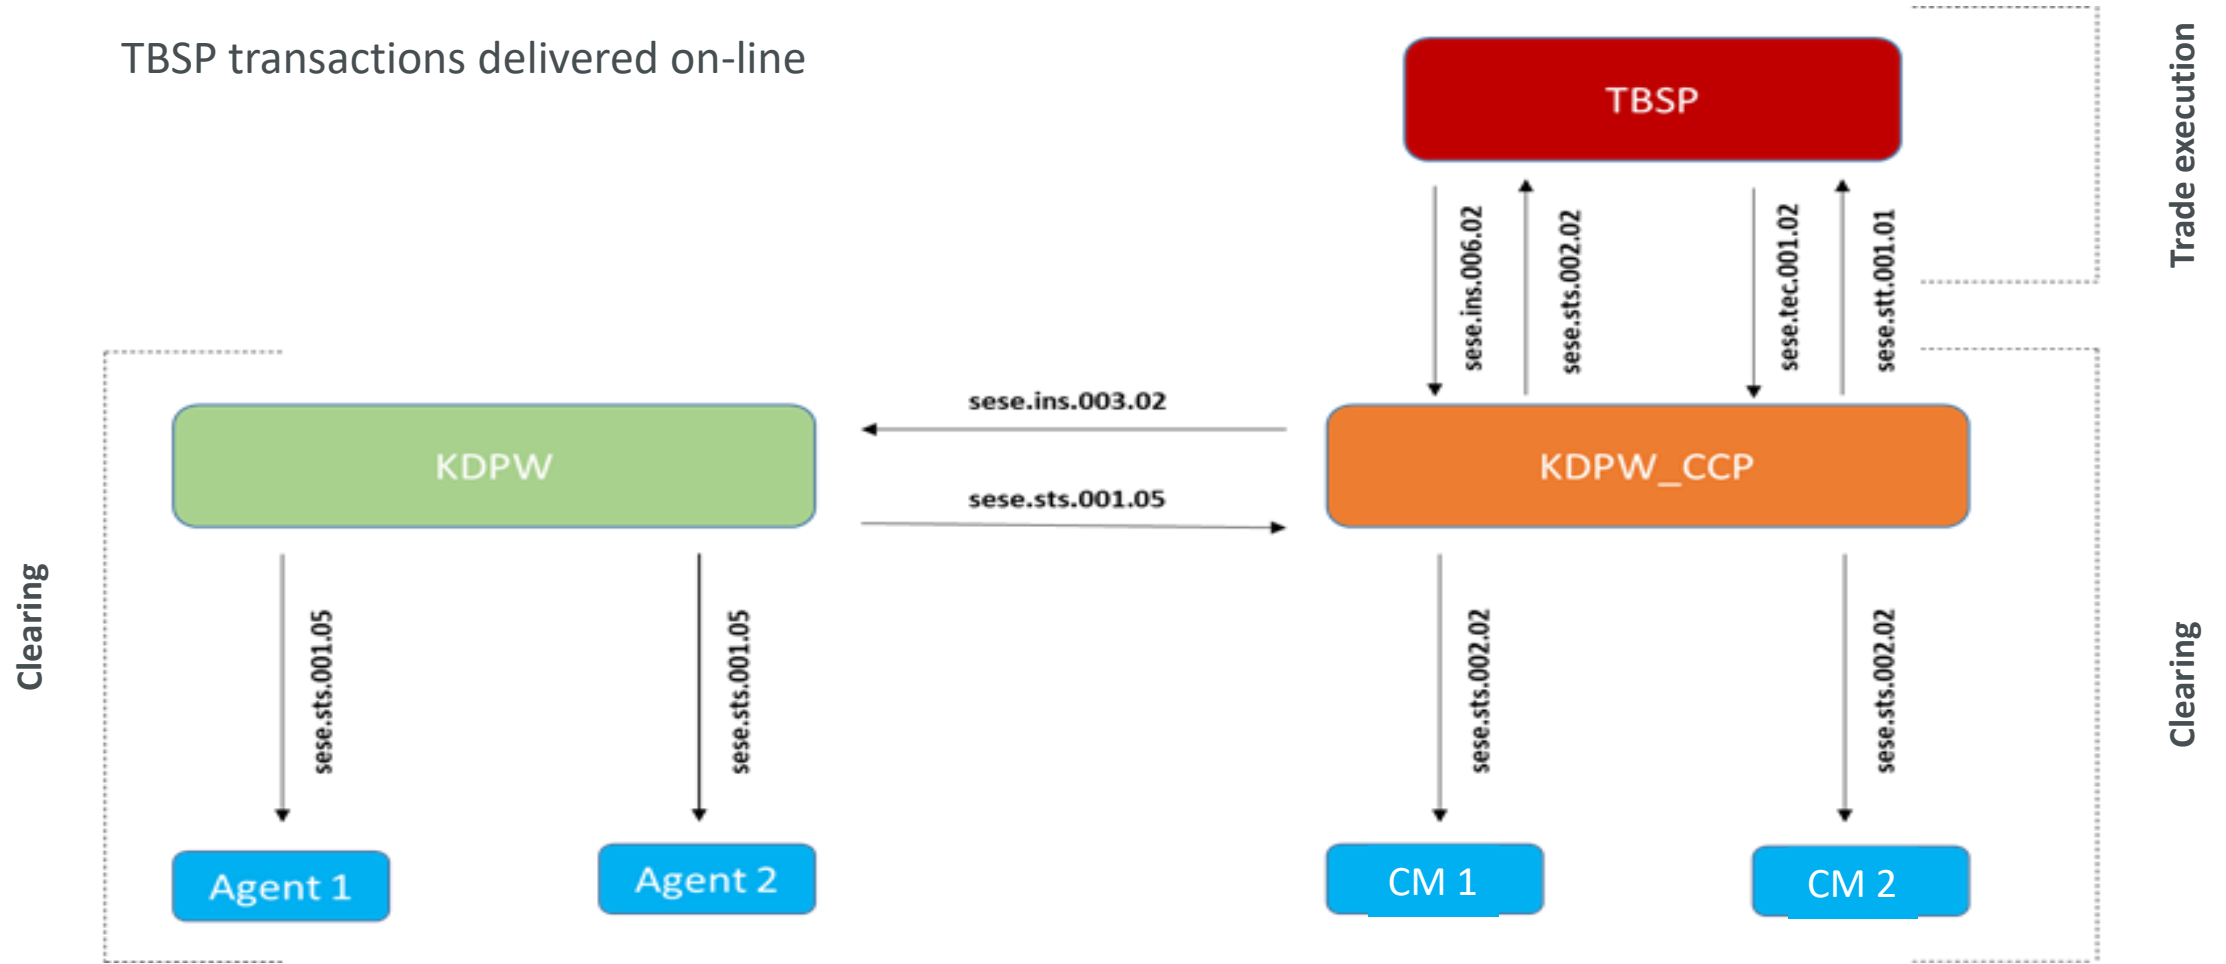 TBSP transactions delivered on-line
TBSP
Trade execution
sese.ins.006.02
sese.sts.002.02
sese.tec.001.02
sese.stt.001.01
sese.ins.003.02
KDPW
KDPW_CCP
sese.sts.001.05
Clearing
sese.sts.001.05
sese.sts.001.05
sese.sts.002.02
sese.sts.002.02
Clearing
Agent 1
Agent 2
CM 1
CM 2